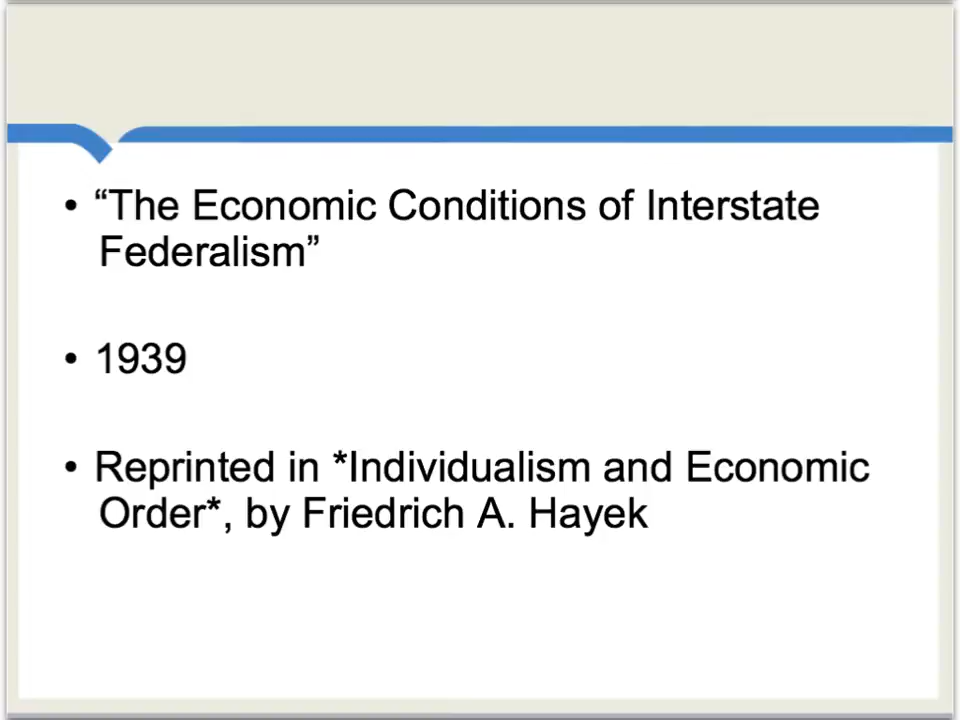 • “The Economic Conditions of Interstate
Federalism”
• 1939
• Reprinted in *Individualism and Economic
Order*, by Friedrich A. Hayek